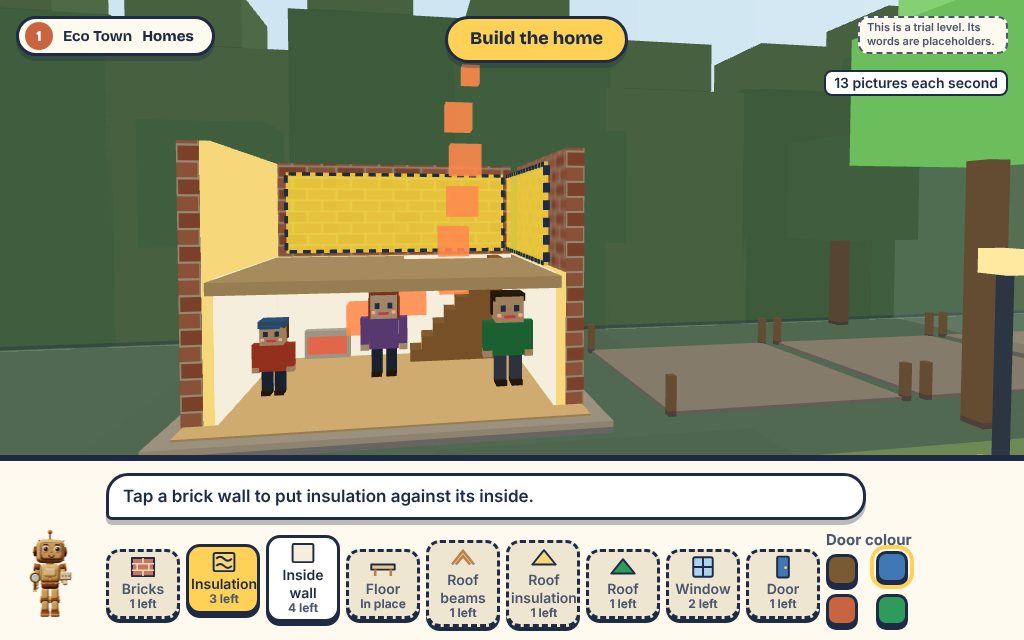 1 Eco Town Homes
Build the home
This is a trial level. Its
words are placeholders.
13 pictures each second
Tap a brick wall to put insulation against its inside.
Bricks
1 left
Insulation
3 left
Inside
wall
4 left
Floor
In place
Roof
beams
1 left
Roof
insulation
1 left
Roof
1 left
Window
2 left
Door
1 left
Door colour